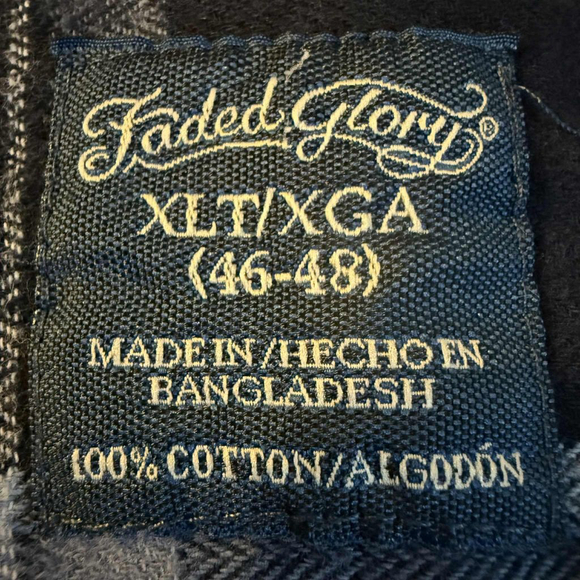 Faded Glory®
XLT/XGA
(46-48)
MADE IN/HECHO EN
BANGLADESH
100% COTTON/ALGODÓN